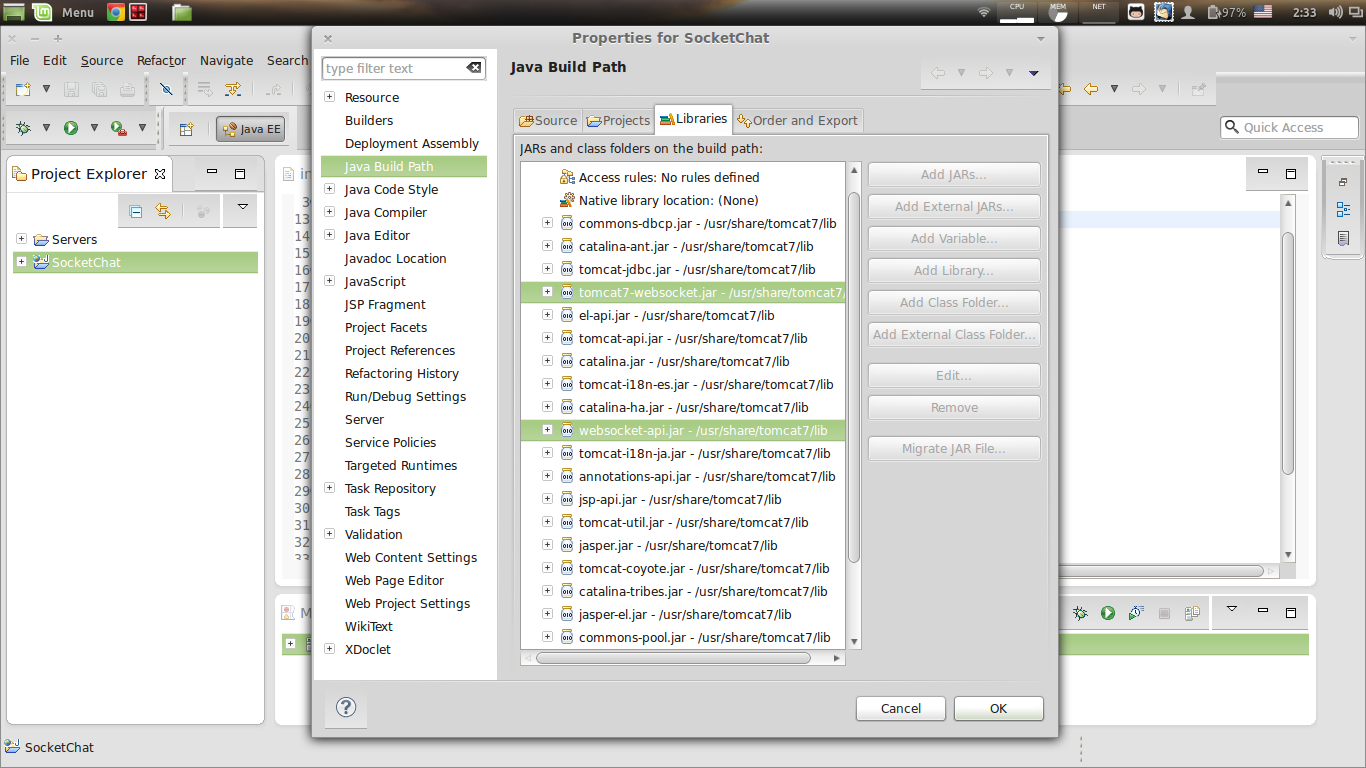 Menu
CPU
MEM
NET
97%
2:33
Properties for SocketChat
File Edit Source Refactor Navigate Search
Java EE
Quick Access
Project Explorer
Servers
SocketChat
type filter text
Resource
Builders
Deployment Assembly
Java Build Path
Java Code Style
Java Compiler
Java Editor
Javadoc Location
JavaScript
JSP Fragment
Project Facets
Project References
Refactoring History
Run/Debug Settings
Server
Service Policies
Targeted Runtimes
Task Repository
Task Tags
Validation
Web Content Settings
Web Page Editor
Web Project Settings
WikiText
XDoclet
Java Build Path
Source Projects Libraries Order and Export
JARs and class folders on the build path:
Access rules: No rules defined
Native library location: (None)
commons-dbcp.jar - /usr/share/tomcat7/lib
catalina-ant.jar - /usr/share/tomcat7/lib
tomcat-jdbc.jar - /usr/share/tomcat7/lib
tomcat7-websocket.jar - /usr/share/tomcat7/
el-api.jar - /usr/share/tomcat7/lib
tomcat-api.jar - /usr/share/tomcat7/lib
catalina.jar - /usr/share/tomcat7/lib
tomcat-i18n-es.jar - /usr/share/tomcat7/lib
catalina-ha.jar - /usr/share/tomcat7/lib
websocket-api.jar - /usr/share/tomcat7/lib
tomcat-i18n-ja.jar - /usr/share/tomcat7/lib
annotations-api.jar - /usr/share/tomcat7/lib
jsp-api.jar - /usr/share/tomcat7/lib
tomcat-util.jar - /usr/share/tomcat7/lib
jasper.jar - /usr/share/tomcat7/lib
tomcat-coyote.jar - /usr/share/tomcat7/lib
catalina-tribes.jar - /usr/share/tomcat7/lib
jasper-el.jar - /usr/share/tomcat7/lib
commons-pool.jar - /usr/share/tomcat7/lib
Add JARs...
Add External JARs...
Add Variable...
Add Library...
Add Class Folder...
Add External Class Folder...
Edit...
Remove
Migrate JAR File...
Cancel
OK
13
14
15
16
17
18
19
20
21
22
23
24
25
26
27
28
29
30
31
32
33
SocketChat